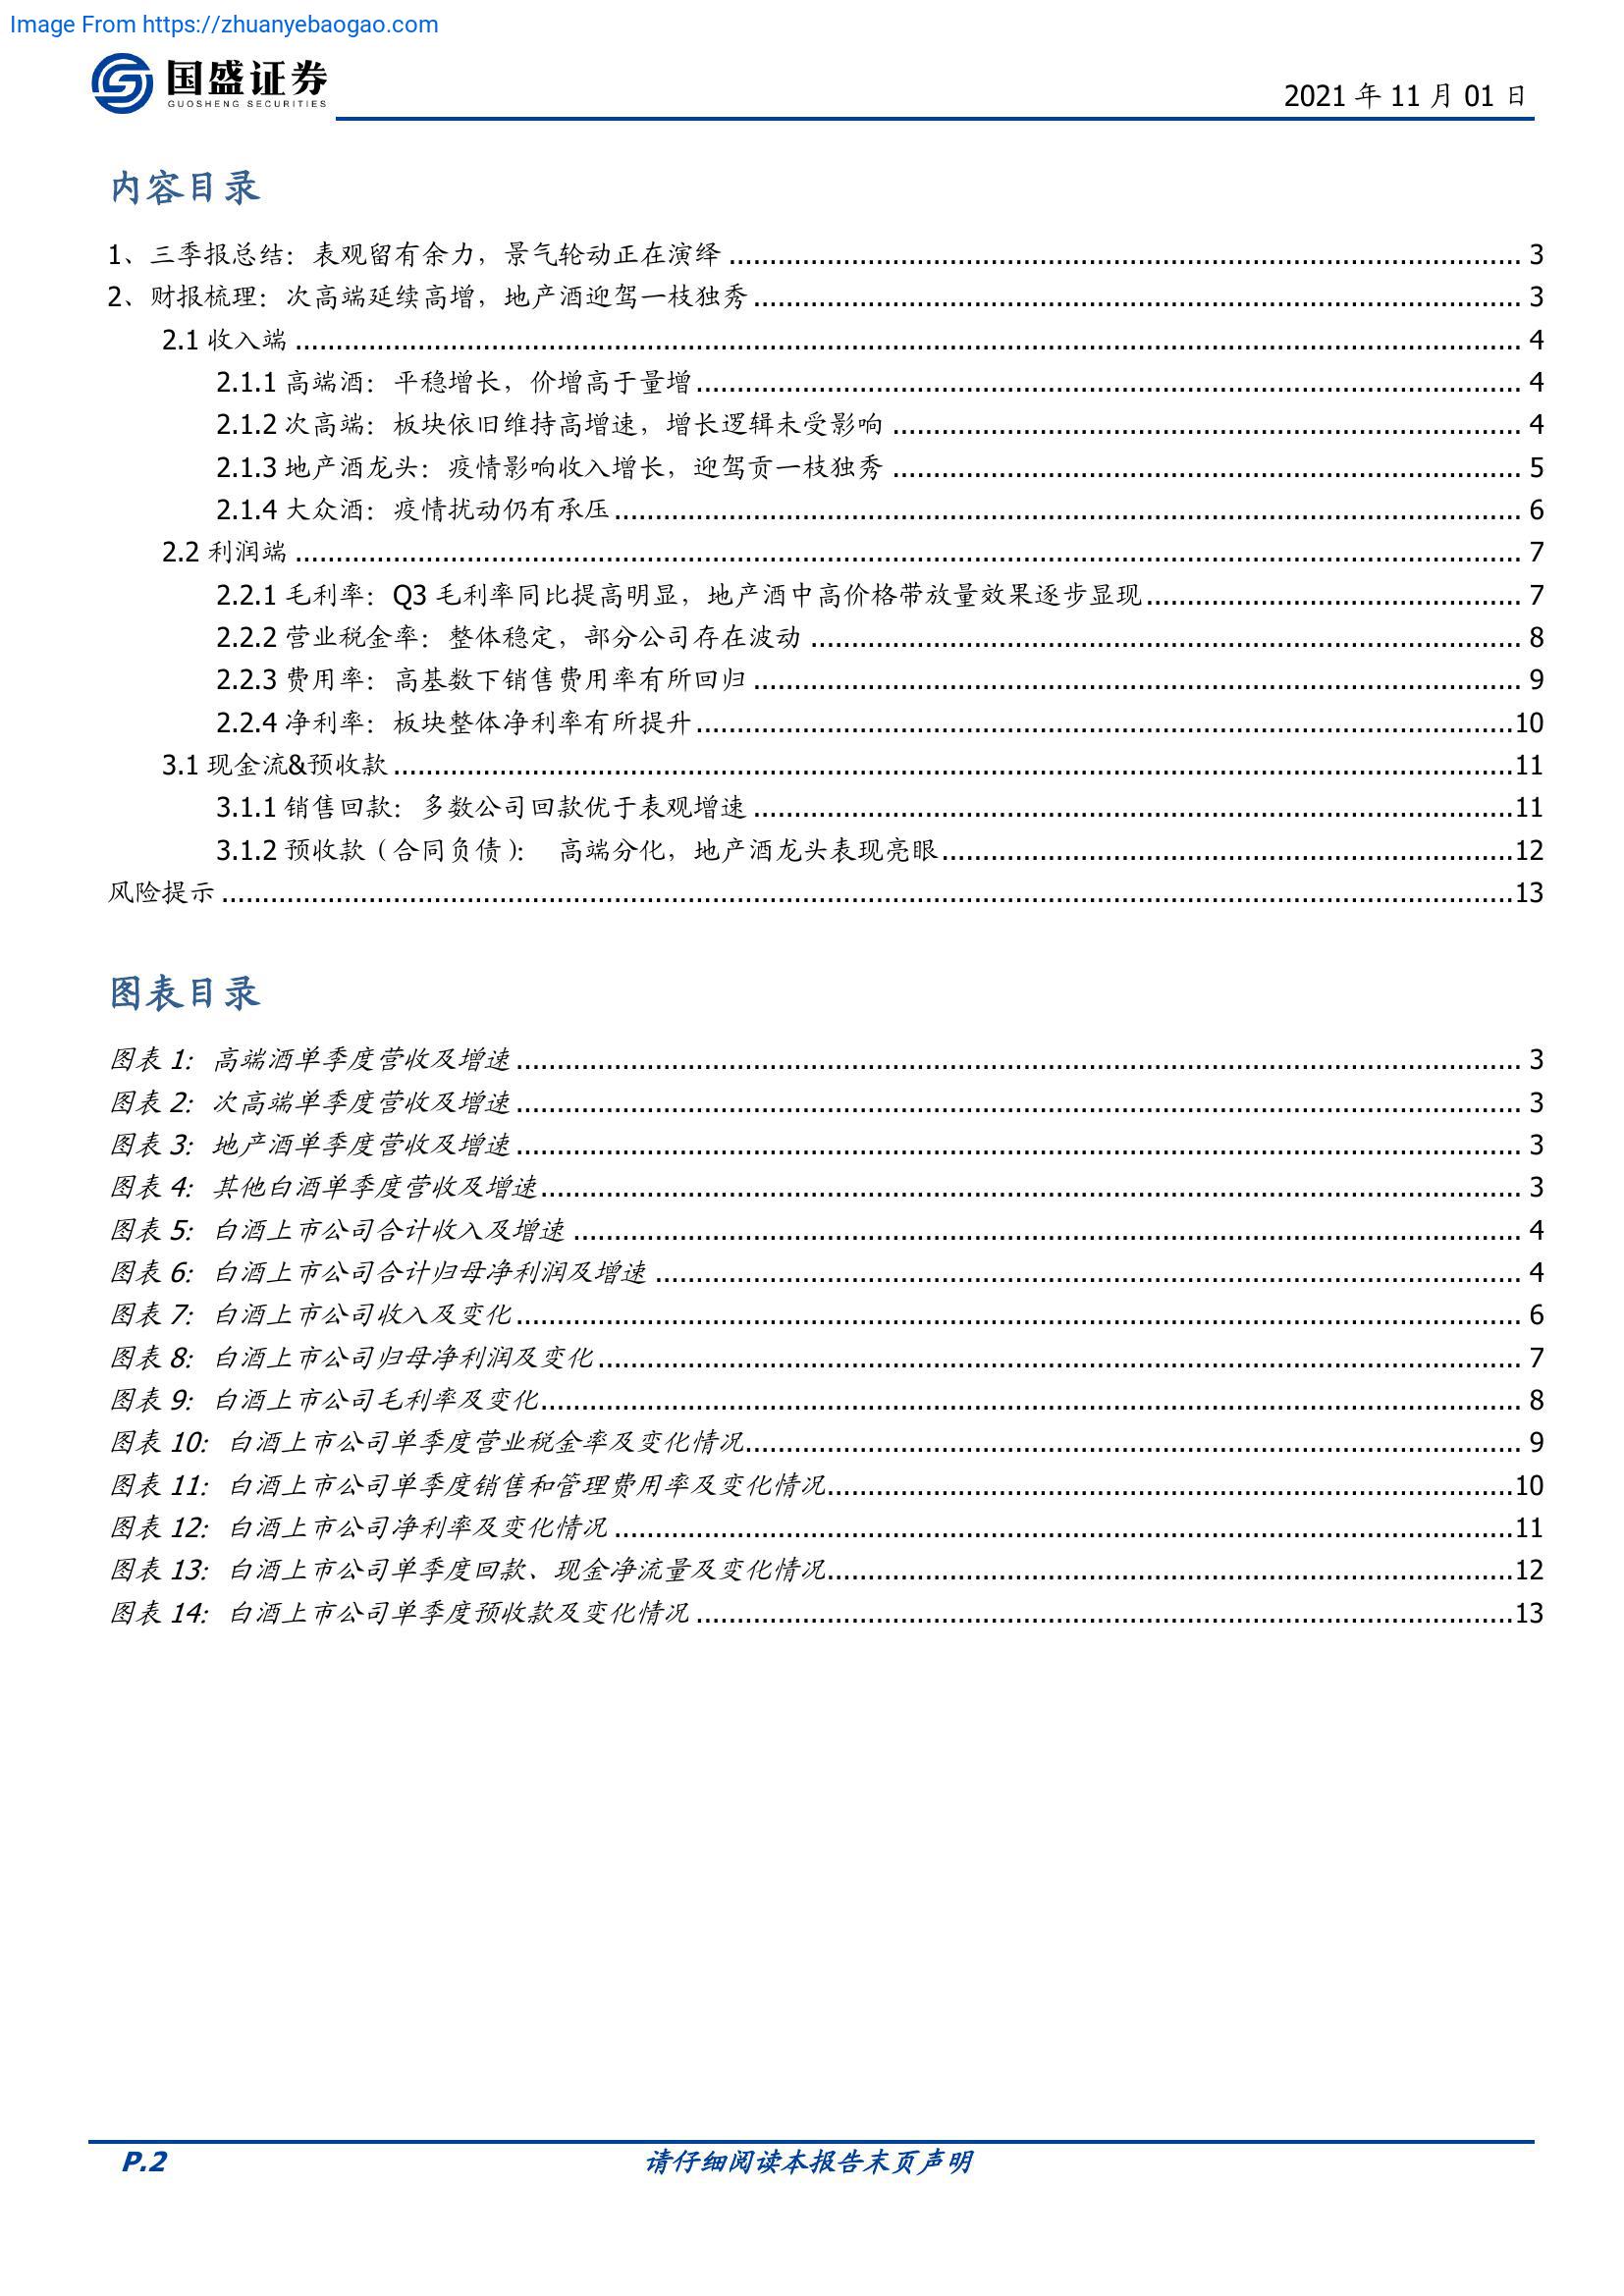 Image From https://zhuanyebaogao.com
国盛证券
GUOSHENG SECURITIES
2021 年 11 月 01 日
内容目录
1、三季报总结：表观留有余力，景气轮动正在演绎 3
2、财报梳理：次高端延续高增，地产酒迎驾一枝独秀 3
2.1 收入端 4
2.1.1 高端酒：平稳增长，价增高于量增 4
2.1.2 次高端：板块依旧维持高增速，增长逻辑未受影响 4
2.1.3 地产酒龙头：疫情影响收入增长，迎驾贡一枝独秀 5
2.1.4 大众酒：疫情扰动仍有承压 6
2.2 利润端 7
2.2.1 毛利率：Q3 毛利率同比提高明显，地产酒中高价格带放量效果逐步显现 7
2.2.2 营业税金率：整体稳定，部分公司存在波动 8
2.2.3 费用率：高基数下销售费用率有所回归 9
2.2.4 净利率：板块整体净利率有所提升 10
3.1 现金流&预收款 11
3.1.1 销售回款：多数公司回款优于表观增速 11
3.1.2 预收款（合同负债）： 高端分化，地产酒龙头表现亮眼 12
风险提示 13
图表目录
图表 1: 高端酒单季度营收及增速 3
图表 2: 次高端单季度营收及增速 3
图表 3: 地产酒单季度营收及增速 3
图表 4: 其他白酒单季度营收及增速 3
图表 5: 白酒上市公司合计收入及增速 4
图表 6: 白酒上市公司合计归母净利润及增速 4
图表 7: 白酒上市公司收入及变化 6
图表 8: 白酒上市公司归母净利润及变化 7
图表 9: 白酒上市公司毛利率及变化 8
图表 10: 白酒上市公司单季度营业税金率及变化情况 9
图表 11: 白酒上市公司单季度销售和管理费用率及变化情况 10
图表 12: 白酒上市公司净利率及变化情况 11
图表 13: 白酒上市公司单季度回款、现金净流量及变化情况 12
图表 14: 白酒上市公司单季度预收款及变化情况 13
P.2 请仔细阅读本报告末页声明